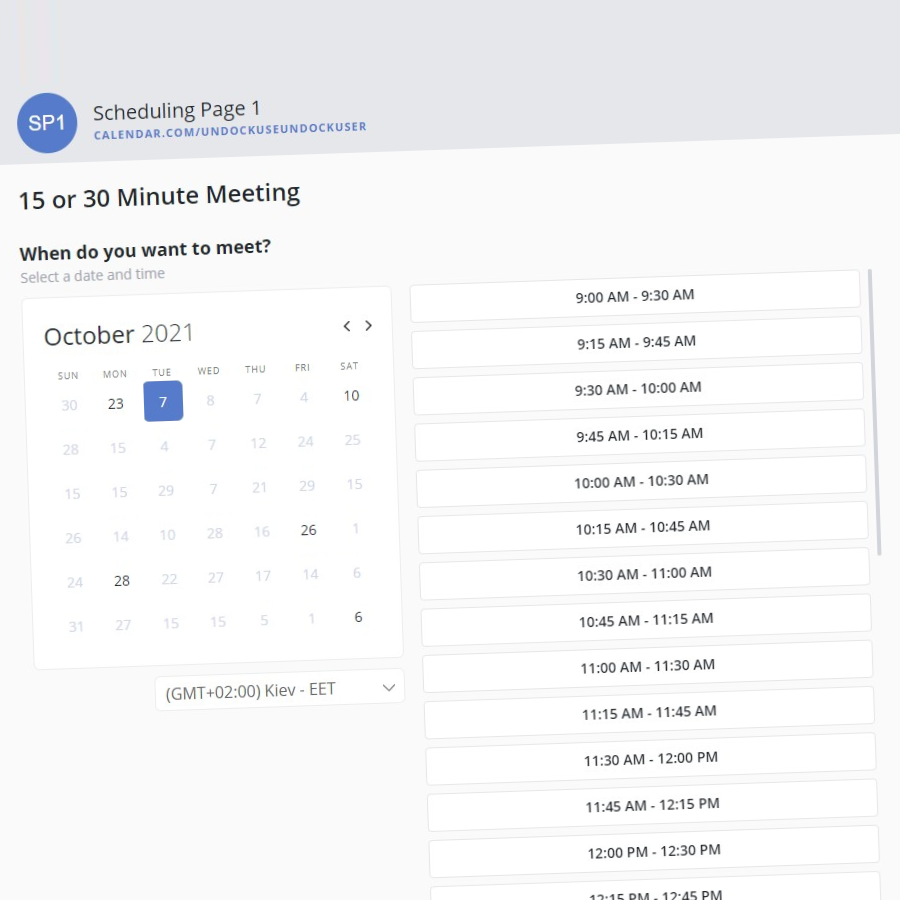 SP1
Scheduling Page 1
CALENDAR.COM/UNDOCKUSEUNDOCKUSER
15 or 30 Minute Meeting
When do you want to meet?
Select a date and time
October 2021
SUN MON TUE WED THU FRI SAT
30 23 7 8 7 4 10
28 15 4 7 12 24 25
15 15 29 7 21 29 15
26 14 10 28 16 26 1
24 28 22 27 17 14 6
31 27 15 15 5 1 6
(GMT+02:00) Kiev - EET
9:00 AM - 9:30 AM
9:15 AM - 9:45 AM
9:30 AM - 10:00 AM
9:45 AM - 10:15 AM
10:00 AM - 10:30 AM
10:15 AM - 10:45 AM
10:30 AM - 11:00 AM
10:45 AM - 11:15 AM
11:00 AM - 11:30 AM
11:15 AM - 11:45 AM
11:30 AM - 12:00 PM
11:45 AM - 12:15 PM
12:00 PM - 12:30 PM
12:15 PM - 12:45 PM